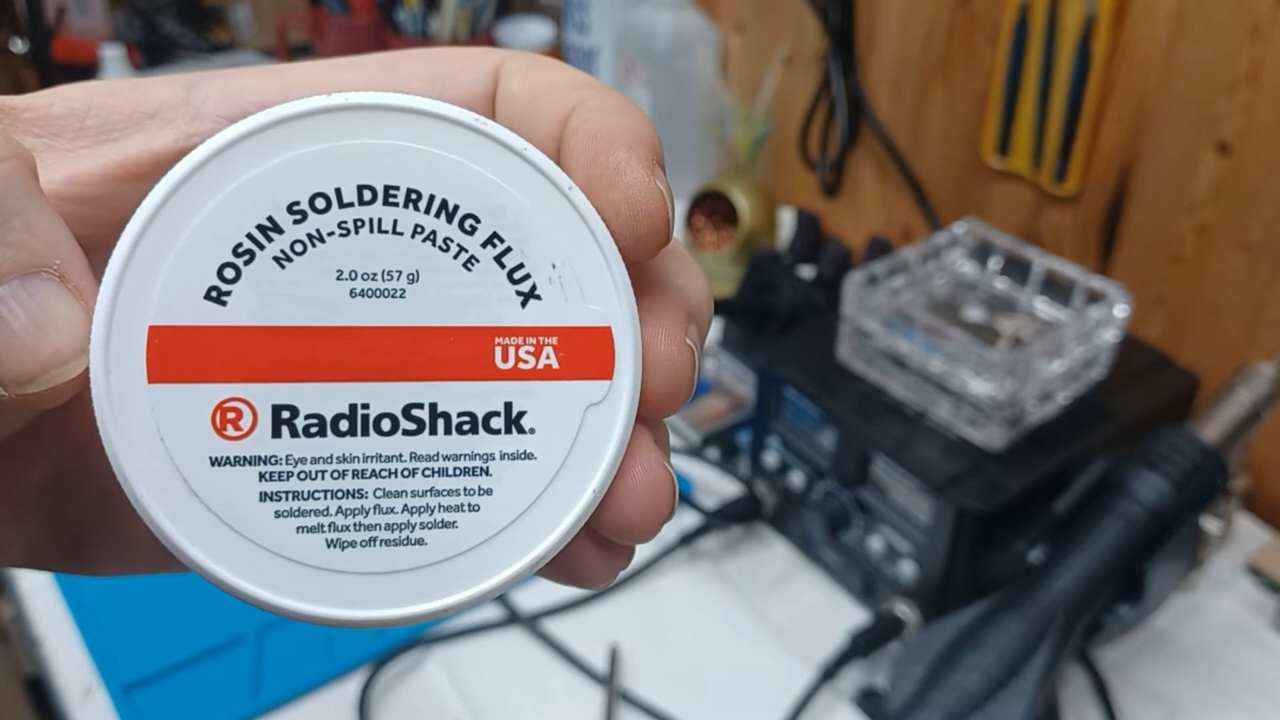 ROSIN SOLDERING FLUX
NON-SPILL PASTE
2.0 oz (57 g)
6400022
MADE IN THE
USA
R RadioShack.
WARNING: Eye and skin irritant. Read warnings inside.
KEEP OUT OF REACH OF CHILDREN.
INSTRUCTIONS: Clean surfaces to be
soldered. Apply flux. Apply heat to
melt flux then apply solder.
Wipe off residue.